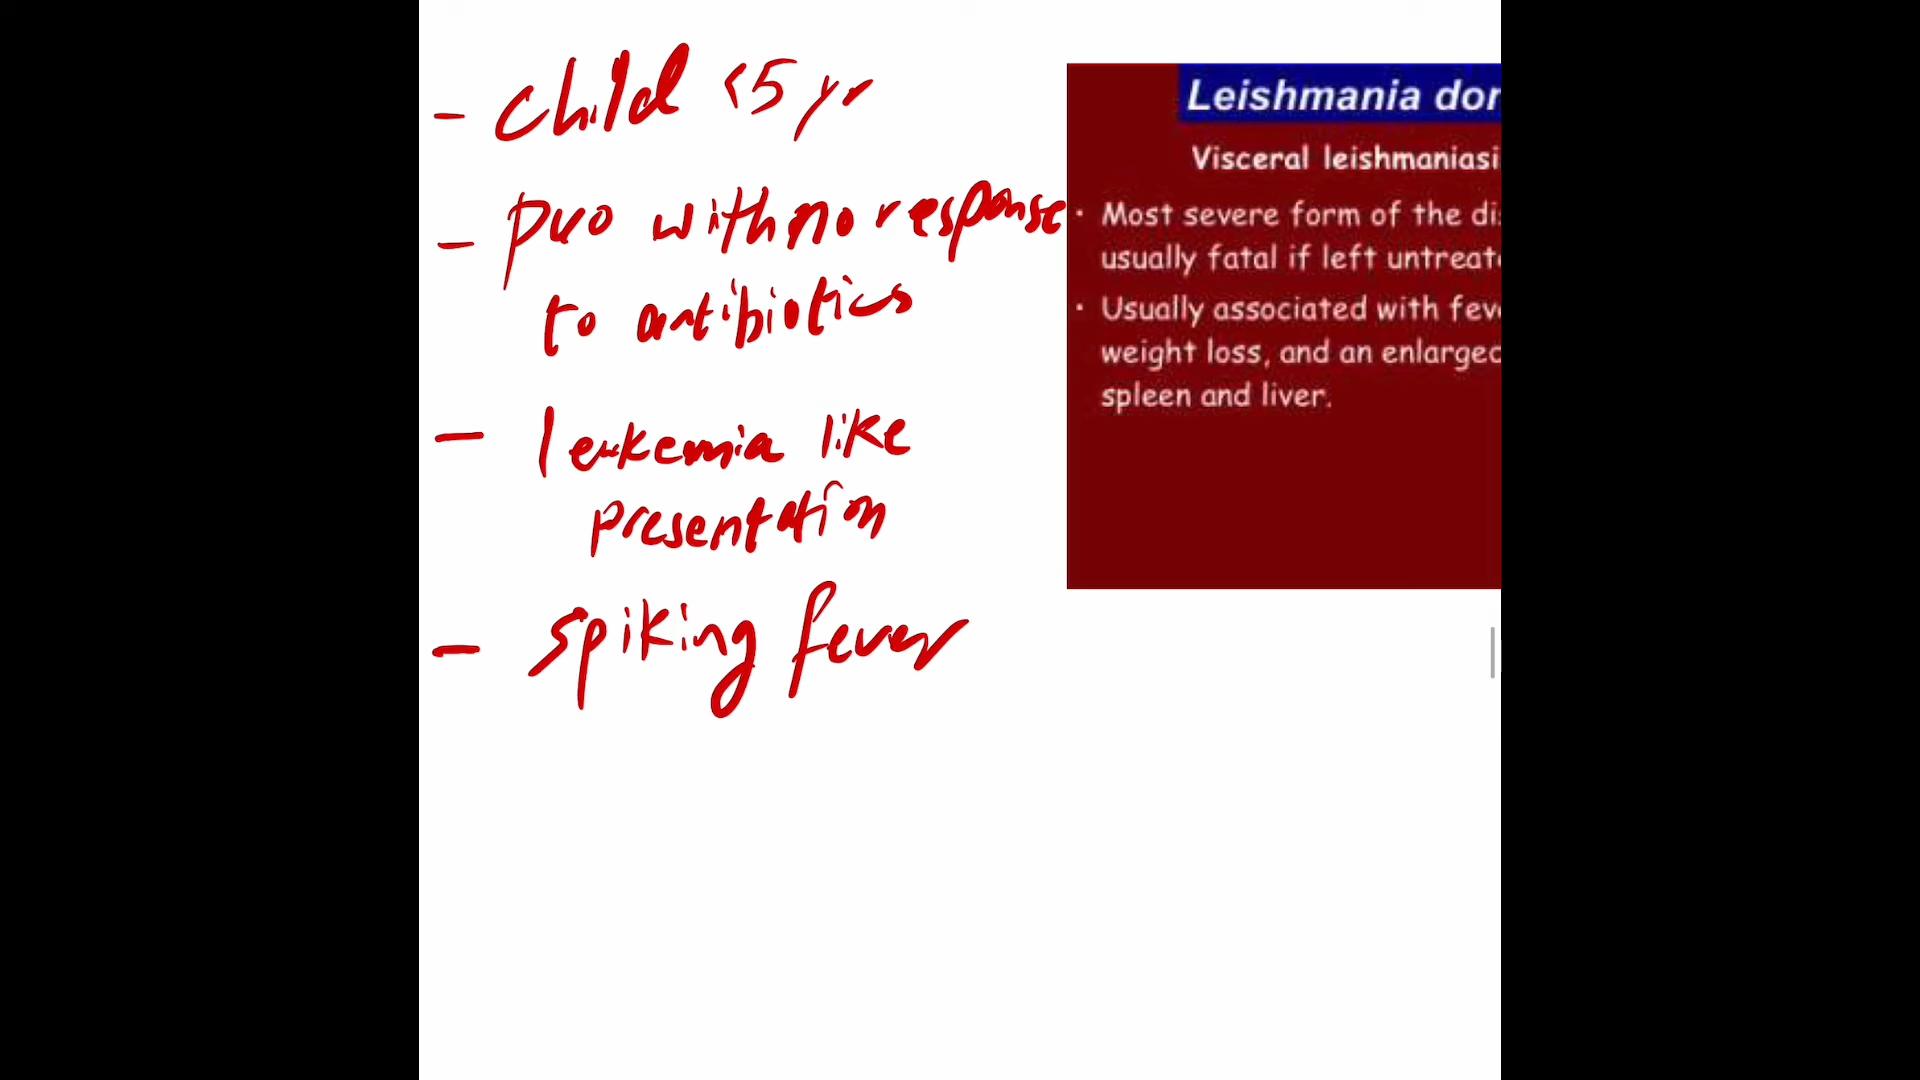 - child <5 yr
- puo with no response
to antibiotics
- leukemia like
presentation
- spiking fever
Leishmania don
Visceral leishmaniasi
• Most severe form of the di
usually fatal if left untreat
• Usually associated with fev
weight loss, and an enlarged
spleen and liver.